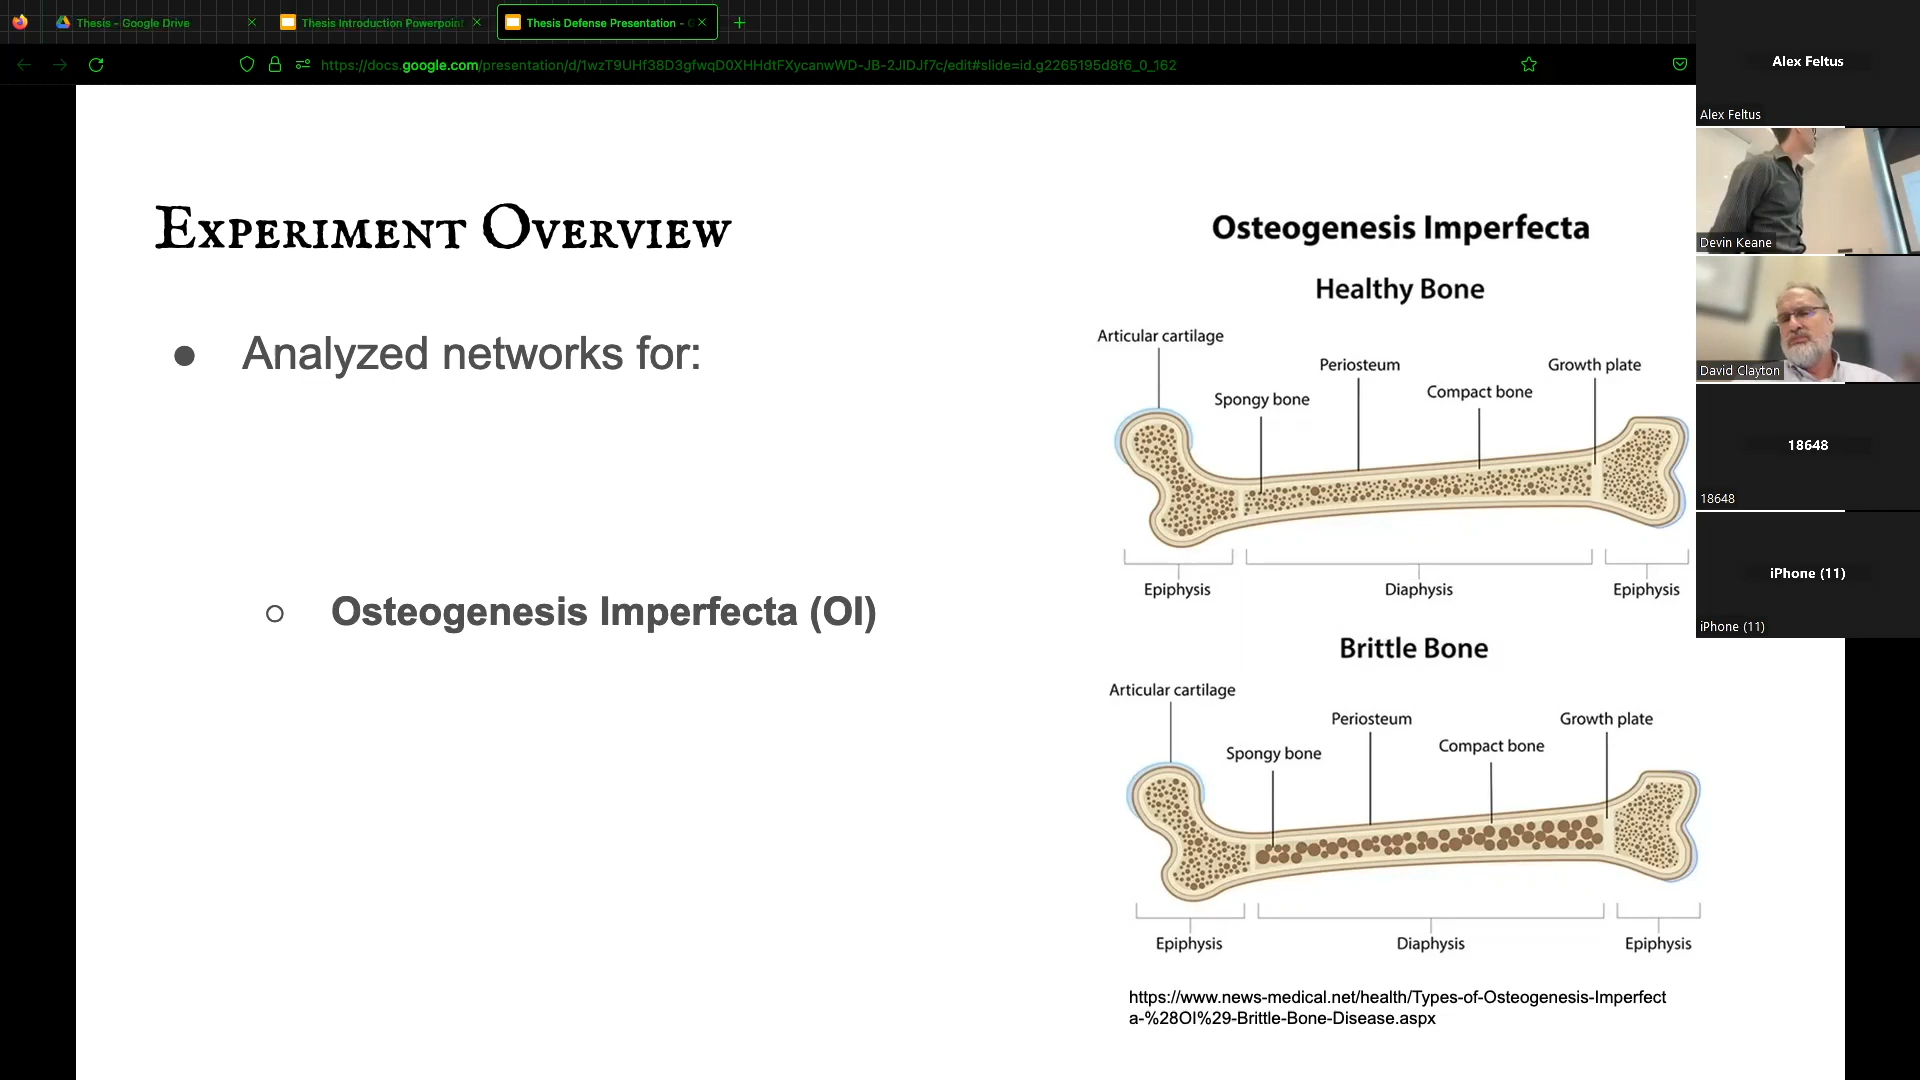 Thesis - Google Drive
Thesis Introduction Powerpoint
Thesis Defense Presentation -
https://docs.google.com/presentation/d/1wzT9UHf38D3gfwqD0XHHdtFXycanwWD-JB-2JIDJf7c/edit#slide=id.g2265195d8f6_0_162
Alex Feltus
Alex Feltus
Devin Keane
David Clayton
18648
18648
iPhone (11)
iPhone (11)
Experiment Overview
● Analyzed networks for:
○ Osteogenesis Imperfecta (OI)
Osteogenesis Imperfecta
Healthy Bone
Articular cartilage
Periosteum
Growth plate
Spongy bone
Compact bone
Epiphysis
Diaphysis
Epiphysis
Brittle Bone
Articular cartilage
Periosteum
Growth plate
Spongy bone
Compact bone
Epiphysis
Diaphysis
Epiphysis
https://www.news-medical.net/health/Types-of-Osteogenesis-Imperfect
a-%28OI%29-Brittle-Bone-Disease.aspx